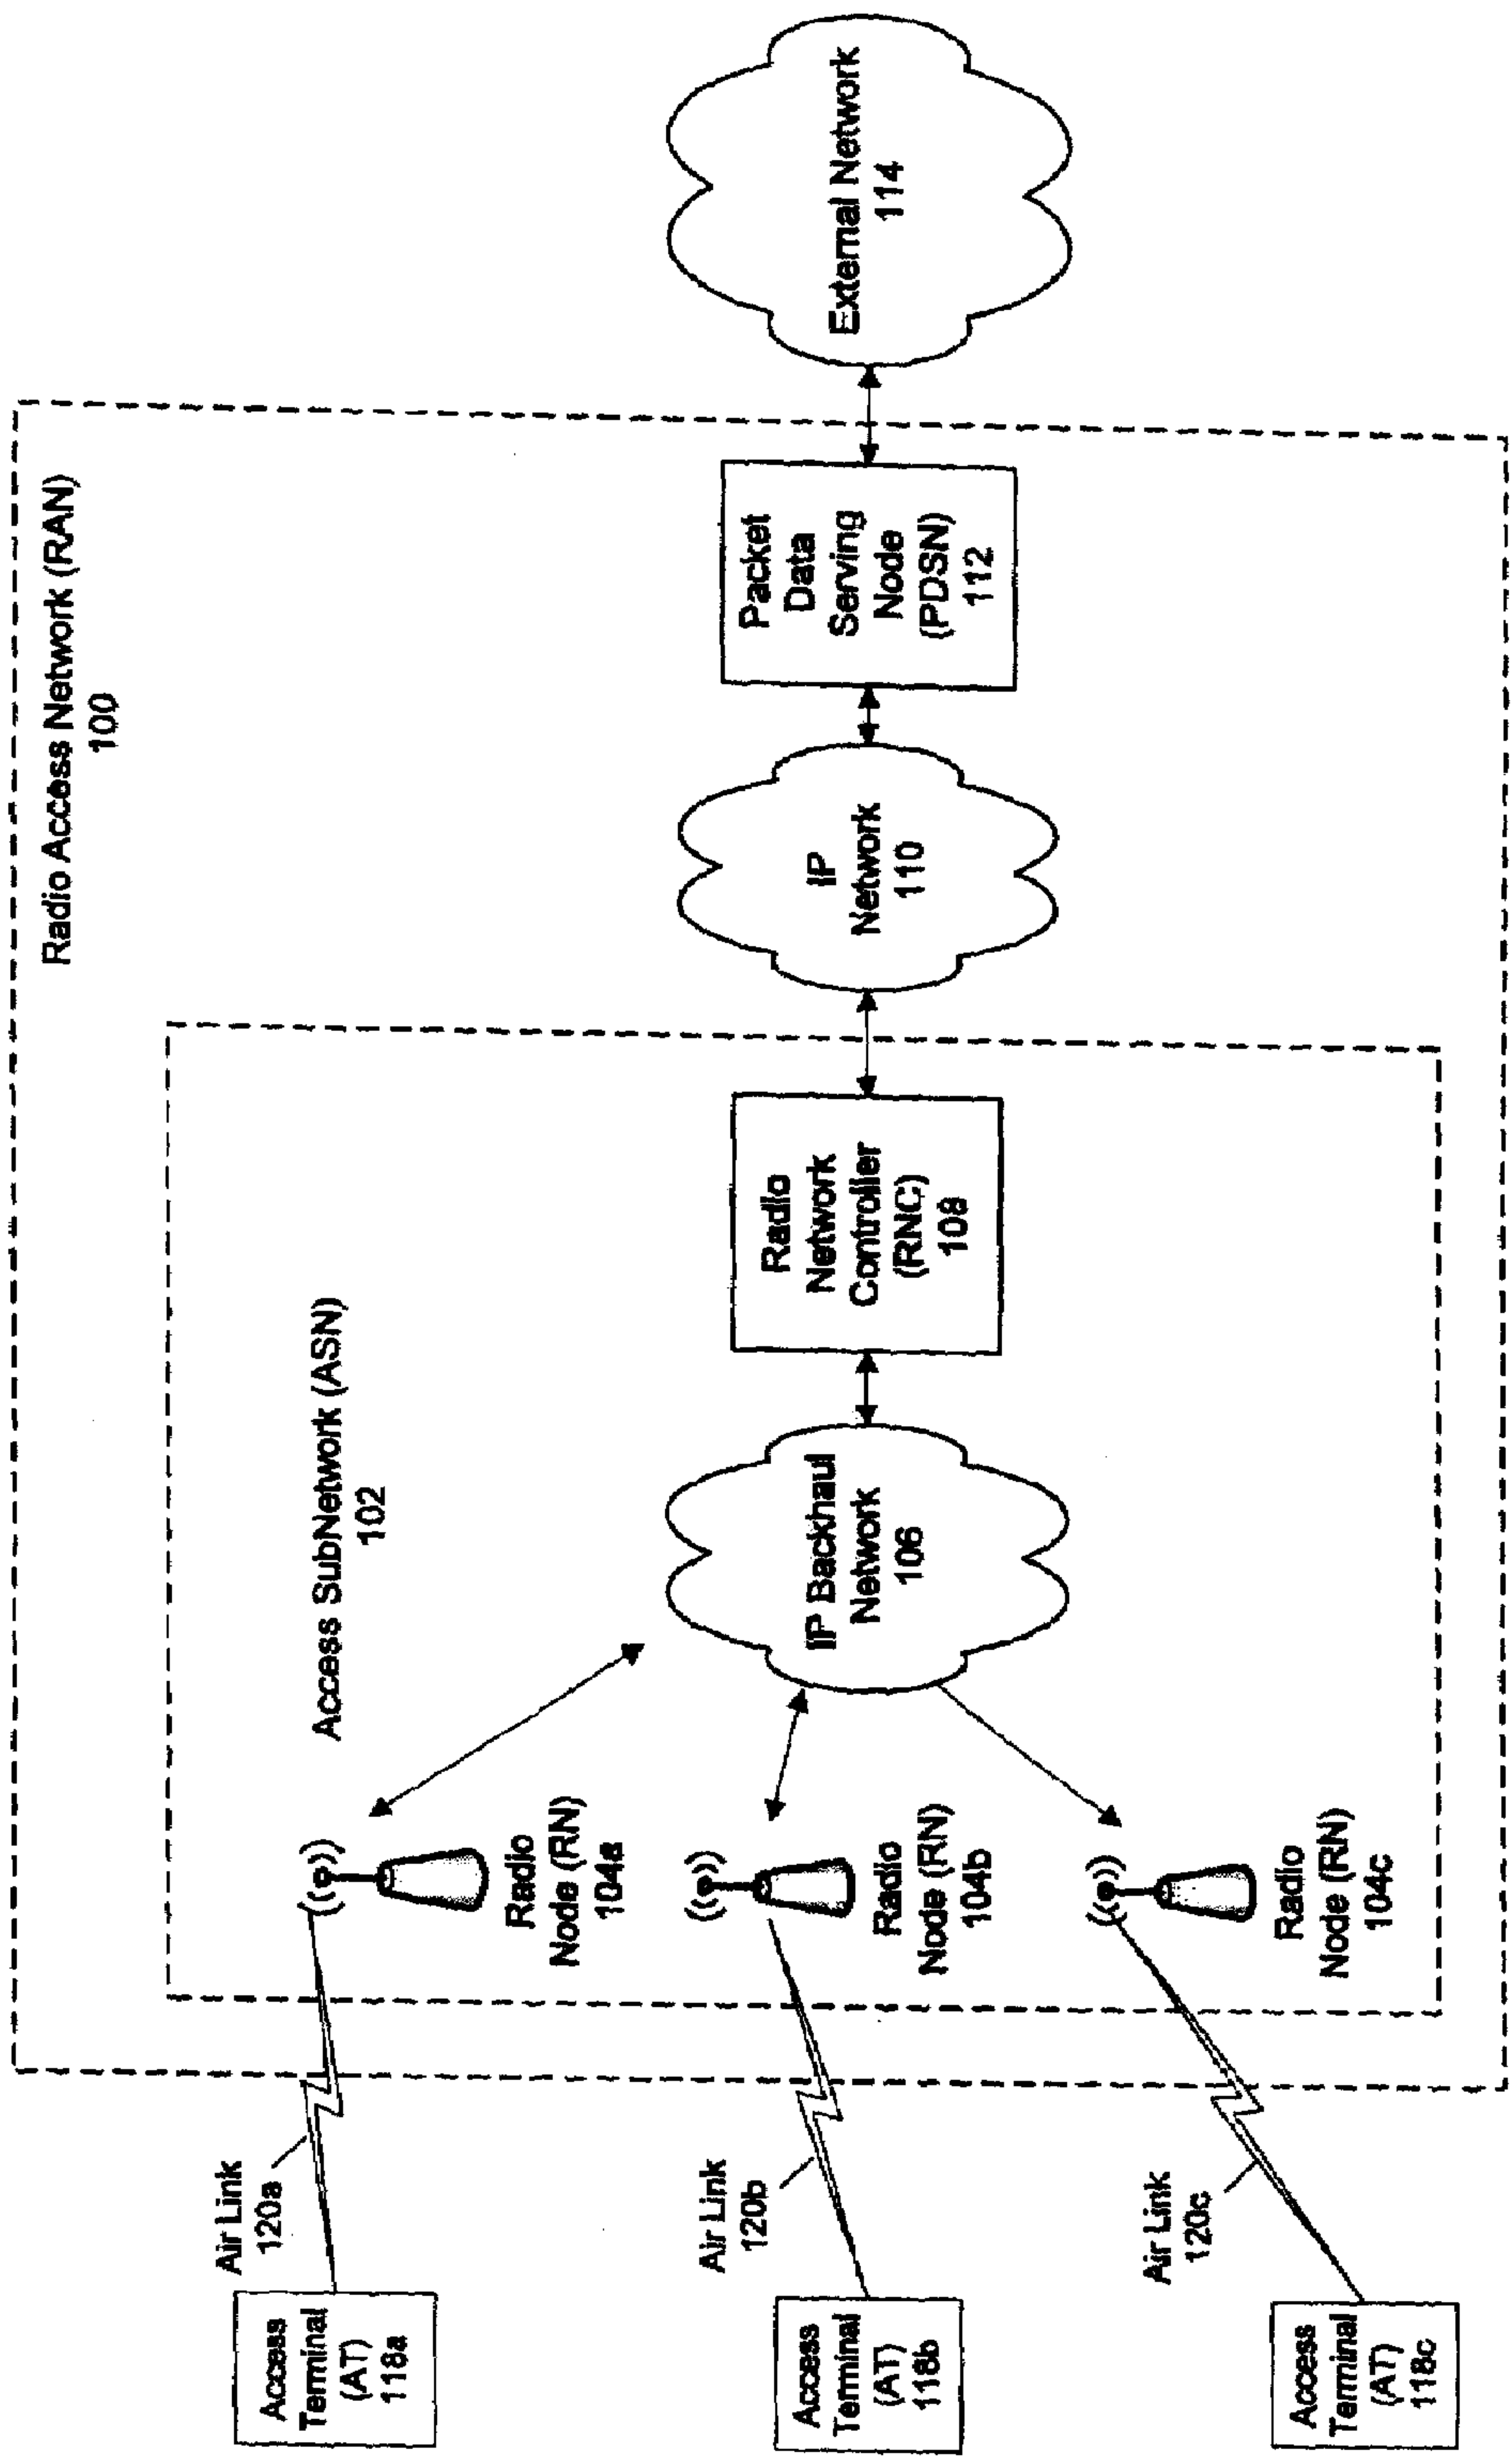 Radio Access Network (RAN)
100
Access SubNetwork (ASN)
102
Air Link
120a
Access
Terminal
(AT)
118a
Radio
Node (RN)
104a
Air Link
120b
Access
Terminal
(AT)
118b
Radio
Node (RN)
104b
Air Link
120c
Access
Terminal
(AT)
118c
Radio
Node (RN)
104c
IP Backhaul
Network
106
Radio
Network
Controller
(RNC)
108
IP
Network
110
Packet
Data
Serving
Node
(PDSN)
112
External Network
114